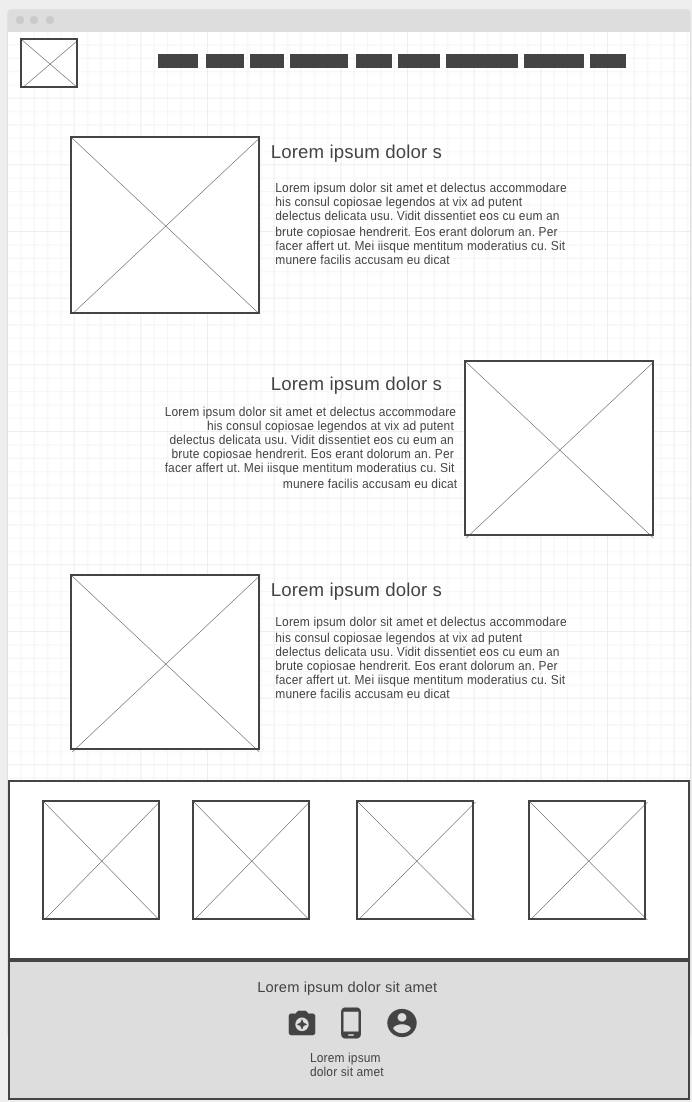 Lorem ipsum dolor s
Lorem ipsum dolor sit amet et delectus accommodare
his consul copiosae legendos at vix ad putent
delectus delicata usu. Vidit dissentiet eos cu eum an
brute copiosae hendrerit. Eos erant dolorum an. Per
facer affert ut. Mei iisque mentitum moderatius cu. Sit
munere facilis accusam eu dicat
Lorem ipsum dolor s
Lorem ipsum dolor sit amet et delectus accommodare
his consul copiosae legendos at vix ad putent
delectus delicata usu. Vidit dissentiet eos cu eum an
brute copiosae hendrerit. Eos erant dolorum an. Per
facer affert ut. Mei iisque mentitum moderatius cu. Sit
munere facilis accusam eu dicat
Lorem ipsum dolor s
Lorem ipsum dolor sit amet et delectus accommodare
his consul copiosae legendos at vix ad putent
delectus delicata usu. Vidit dissentiet eos cu eum an
brute copiosae hendrerit. Eos erant dolorum an. Per
facer affert ut. Mei iisque mentitum moderatius cu. Sit
munere facilis accusam eu dicat
Lorem ipsum dolor sit amet
Lorem ipsum
dolor sit amet